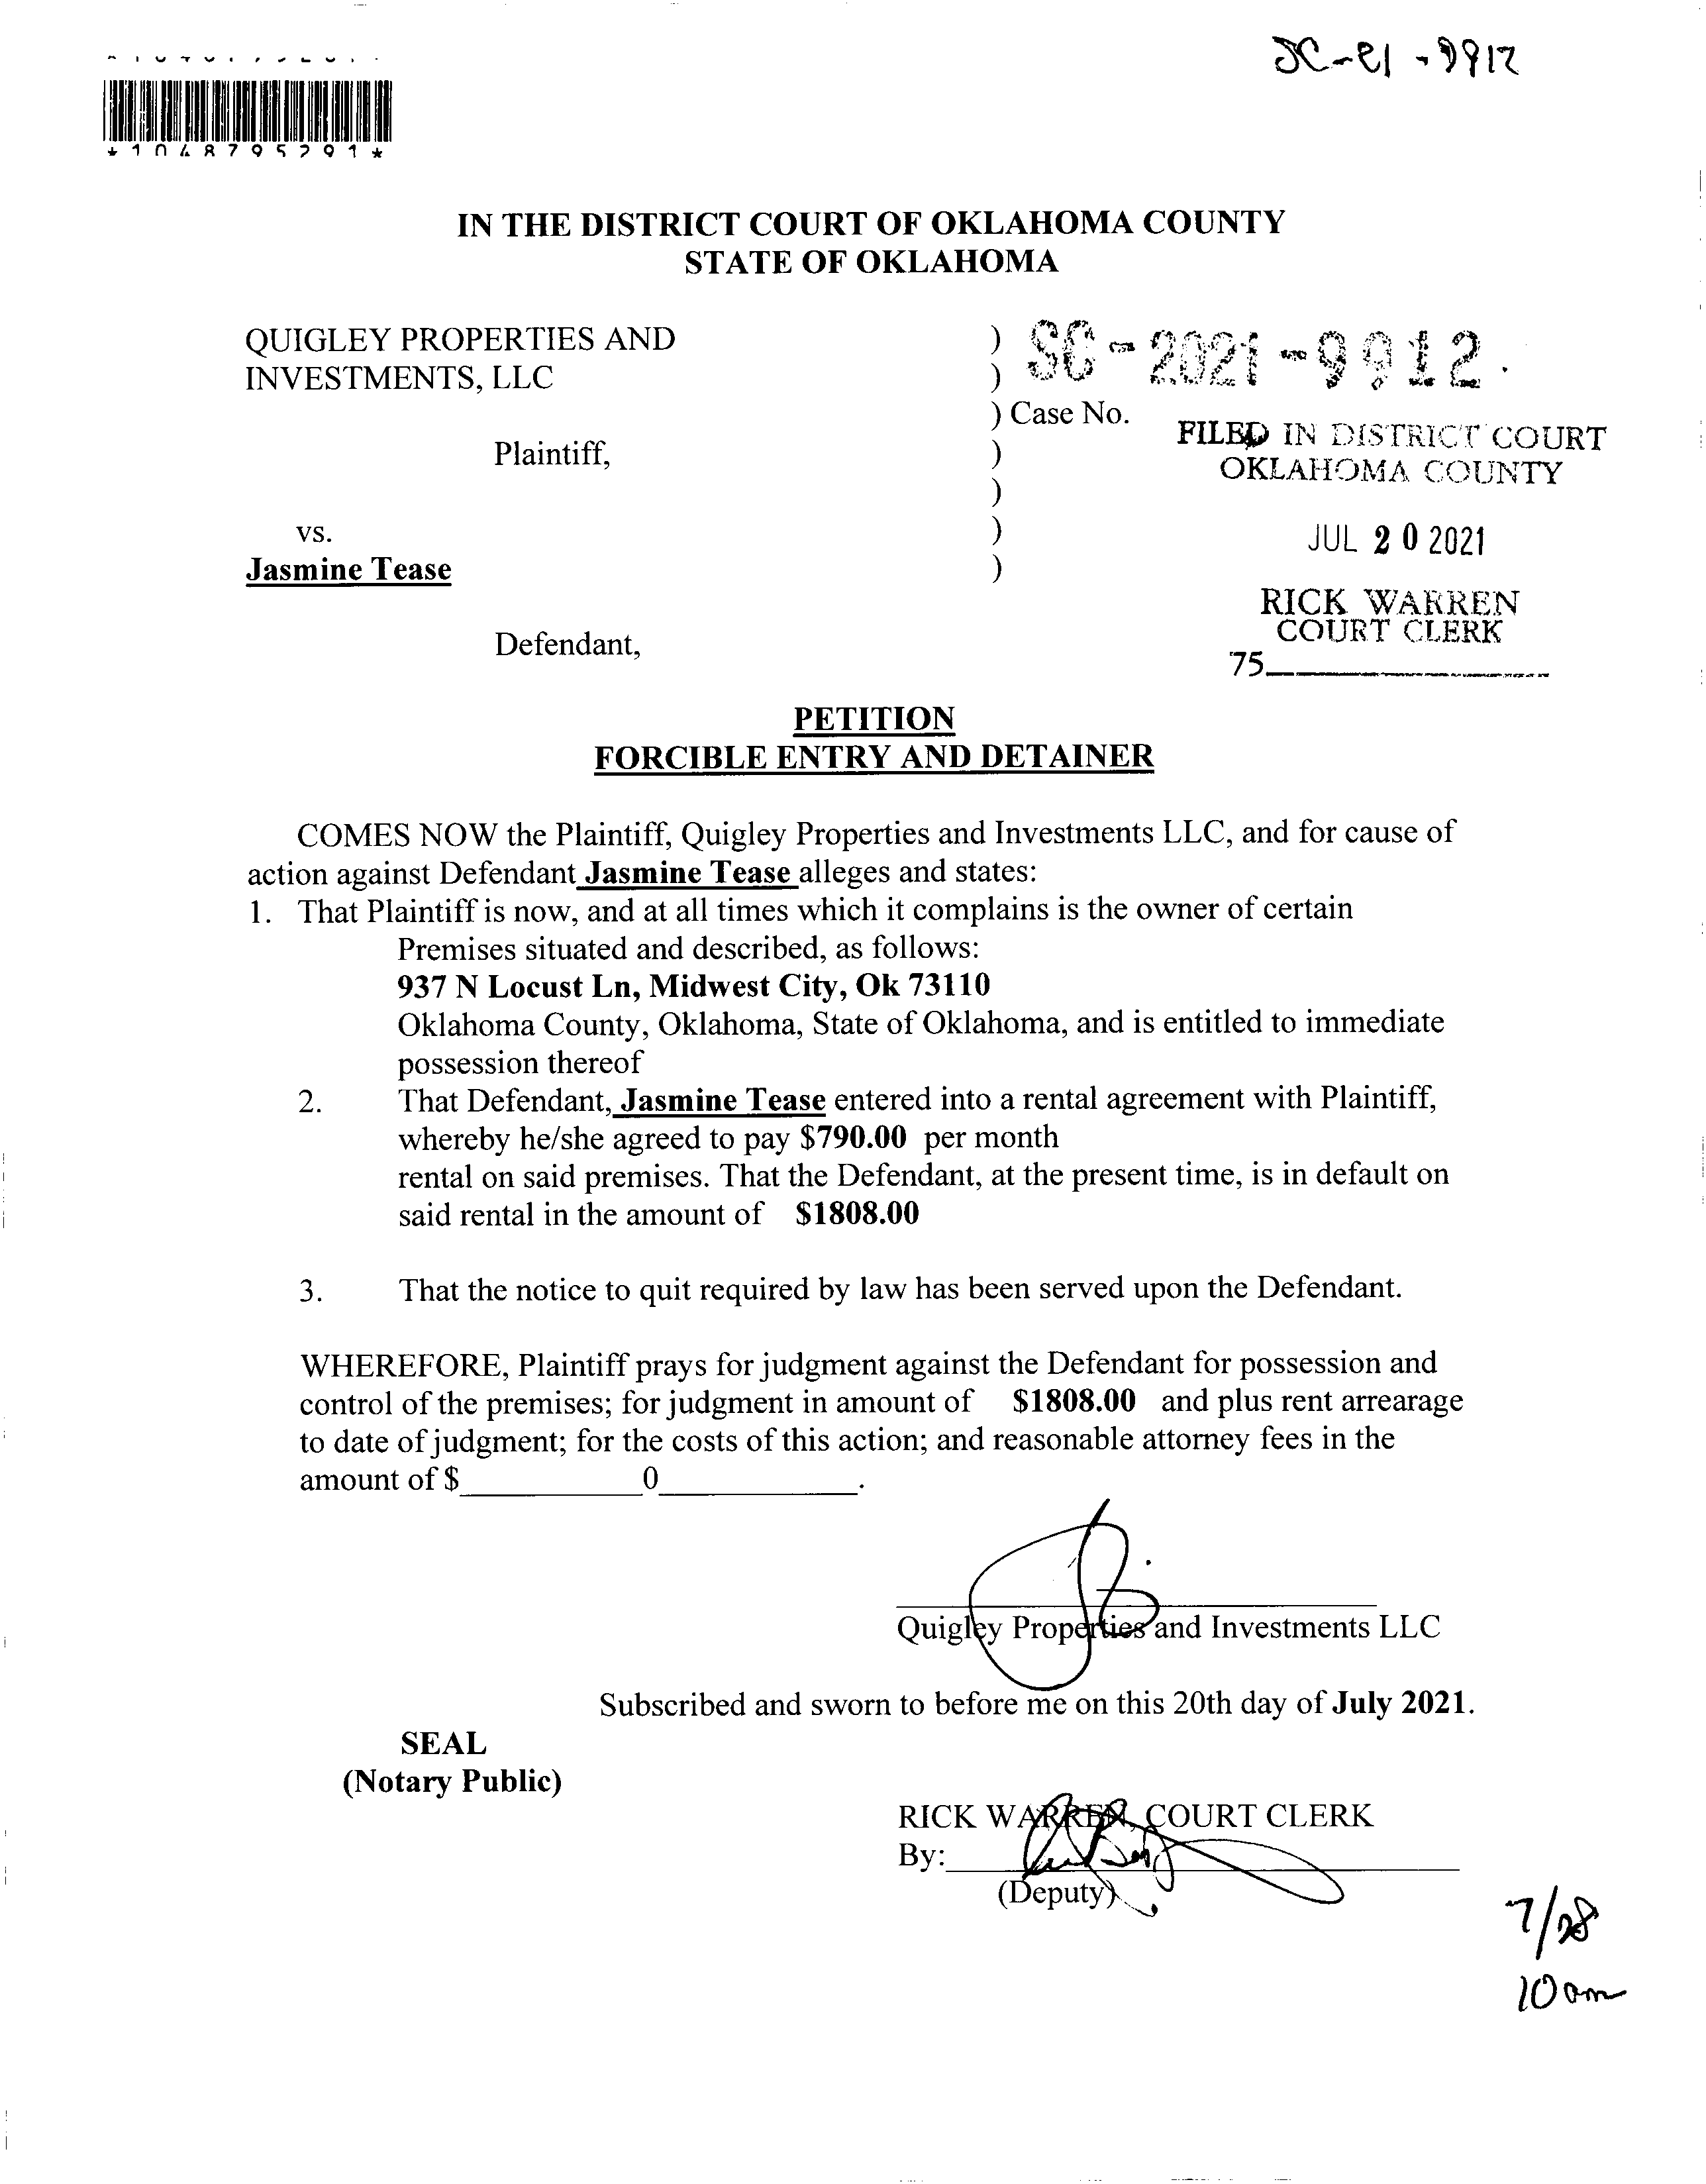 SC-21-9912
*1048795291*
IN THE DISTRICT COURT OF OKLAHOMA COUNTY
STATE OF OKLAHOMA
QUIGLEY PROPERTIES AND ) SC-2021-9912
INVESTMENTS, LLC )
) Case No.
FILED IN DISTRICT COURT
Plaintiff, )
OKLAHOMA COUNTY
)
vs. )
JUL 20 2021
Jasmine Tease )
RICK WARREN
COURT CLERK
Defendant,
75
PETITION
FORCIBLE ENTRY AND DETAINER
COMES NOW the Plaintiff, Quigley Properties and Investments LLC, and for cause of
action against Defendant Jasmine Tease alleges and states:
1. That Plaintiff is now, and at all times which it complains is the owner of certain
Premises situated and described, as follows:
937 N Locust Ln, Midwest City, Ok 73110
Oklahoma County, Oklahoma, State of Oklahoma, and is entitled to immediate
possession thereof
2. That Defendant, Jasmine Tease entered into a rental agreement with Plaintiff,
whereby he/she agreed to pay $790.00 per month
rental on said premises. That the Defendant, at the present time, is in default on
said rental in the amount of $1808.00
3. That the notice to quit required by law has been served upon the Defendant.
WHEREFORE, Plaintiff prays for judgment against the Defendant for possession and
control of the premises; for judgment in amount of $1808.00 and plus rent arrearage
to date of judgment; for the costs of this action; and reasonable attorney fees in the
amount of $ 0 .
Quigley Properties and Investments LLC
Subscribed and sworn to before me on this 20th day of July 2021.
SEAL
(Notary Public)
RICK WARREN, COURT CLERK
By:
(Deputy)
7/28
10am